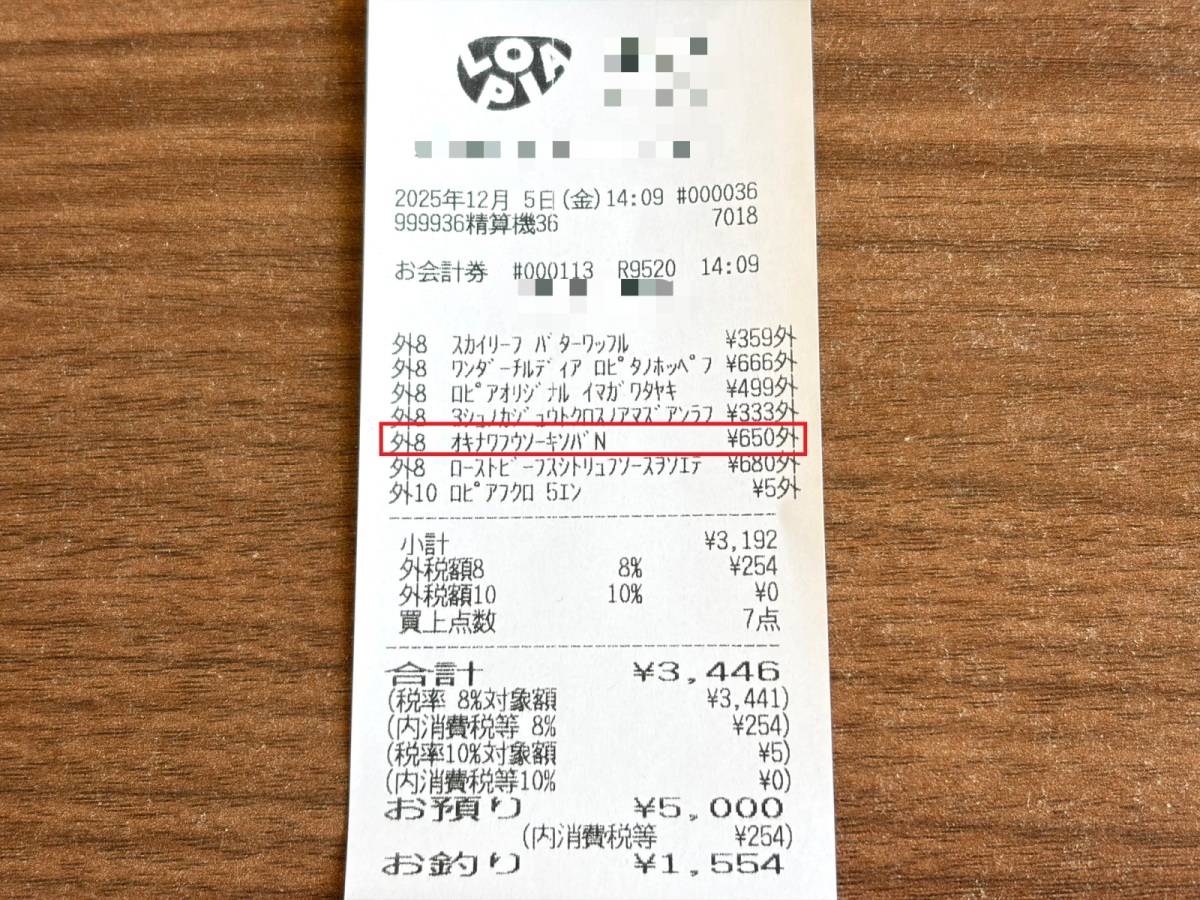 LOPIA
2025年12月 5日(金)14:09 #000036
999936精算機36 7018
お会計券 #000113 R9520 14:09
外8 スカイリーフ バターワッフル ¥359外
外8 ワンダーチルディア ロピタノホッペフ ¥666外
外8 ロピアオリジナル イマガワタヤキ ¥499外
外8 3シュノカジュウトクロスノアマズアンラフ ¥333外
外8 オキナワフウソーキソバN ¥650外
外8 ローストビーフスシトリュフソースヲソエテ ¥680外
外10 ロピアフクロ 5エン ¥5外
小計 ¥3,192
外税額8 8% ¥254
外税額10 10% ¥0
買上点数 7点
合計 ¥3,446
(税率 8%対象額 ¥3,441)
(内消費税等 8% ¥254)
(税率10%対象額 ¥5)
(内消費税等10% ¥0)
お預り ¥5,000
(内消費税等 ¥254)
お釣り ¥1,554